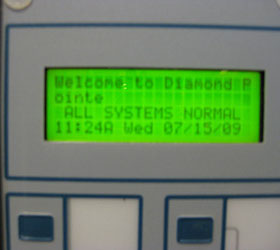 Welcome to Diamond R
ointe
ALL SYSTEMS NORMAL
11:24A Wed 07/15/09